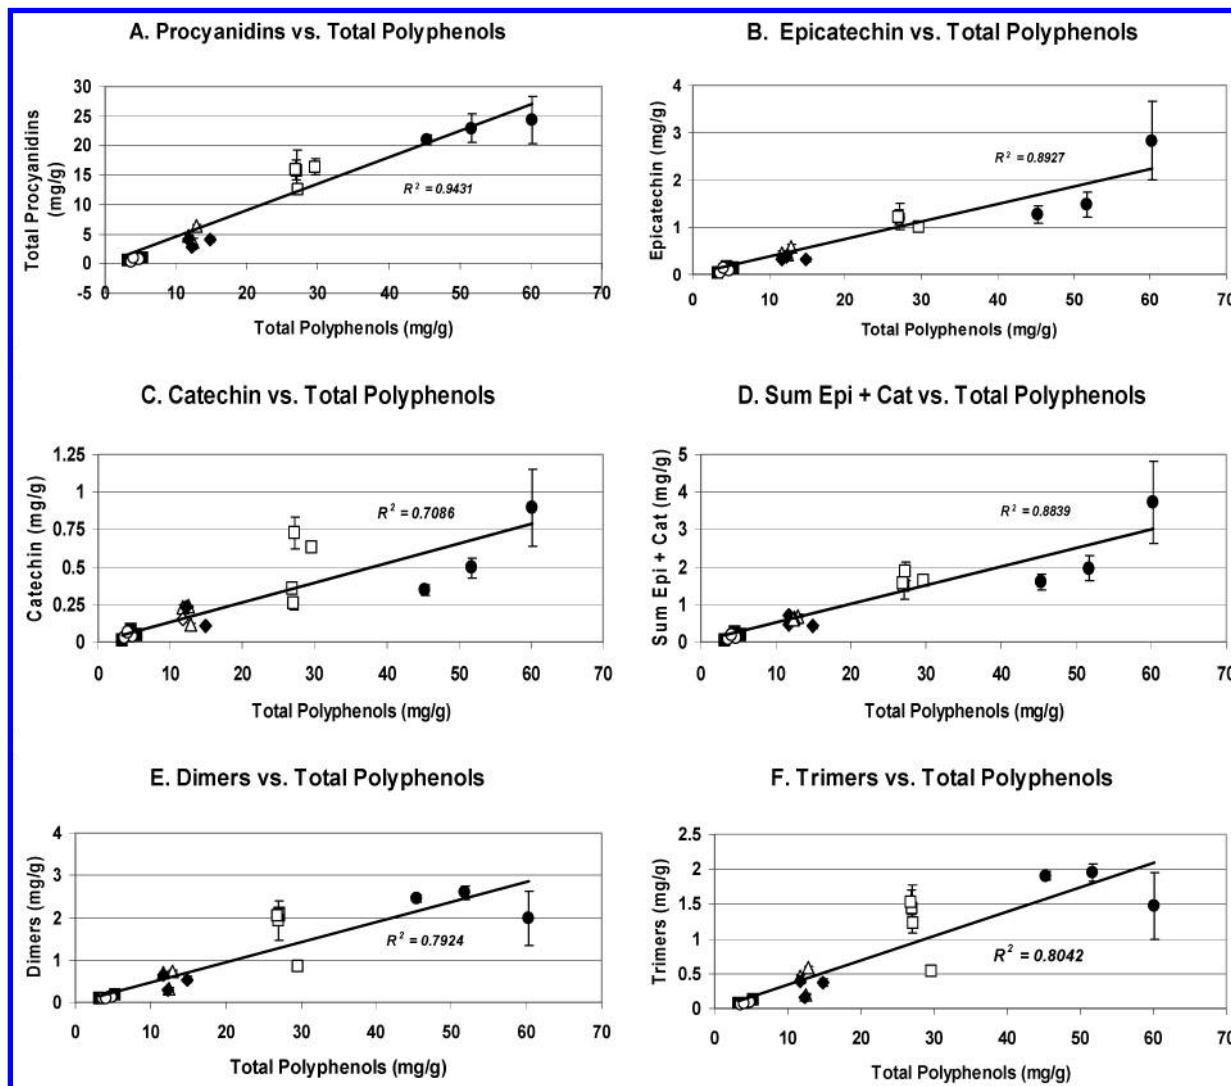 A. Procyanidins vs. Total Polyphenols
30
25
20
15
10
5
0
-5
Total Procyanidins
(mg/g)
R² = 0.9431
0 10 20 30 40 50 60 70
Total Polyphenols (mg/g)
B. Epicatechin vs. Total Polyphenols
4
3
2
1
0
Epicatechin (mg/g)
R² = 0.8927
0 10 20 30 40 50 60 70
Total Polyphenols (mg/g)
C. Catechin vs. Total Polyphenols
1.25
1
0.75
0.5
0.25
0
Catechin (mg/g)
R² = 0.7086
0 10 20 30 40 50 60 70
Total Polyphenols (mg/g)
D. Sum Epi + Cat vs. Total Polyphenols
5
4
3
2
1
0
Sum Epi + Cat (mg/g)
R² = 0.8839
0 10 20 30 40 50 60 70
Total Polyphenols (mg/g)
E. Dimers vs. Total Polyphenols
4
3
2
1
0
Dimers (mg/g)
R² = 0.7924
0 10 20 30 40 50 60 70
Total Polyphenols (mg/g)
F. Trimers vs. Total Polyphenols
2.5
2
1.5
1
0.5
0
Trimers (mg/g)
R² = 0.8042
0 10 20 30 40 50 60 70
Total Polyphenols (mg/g)